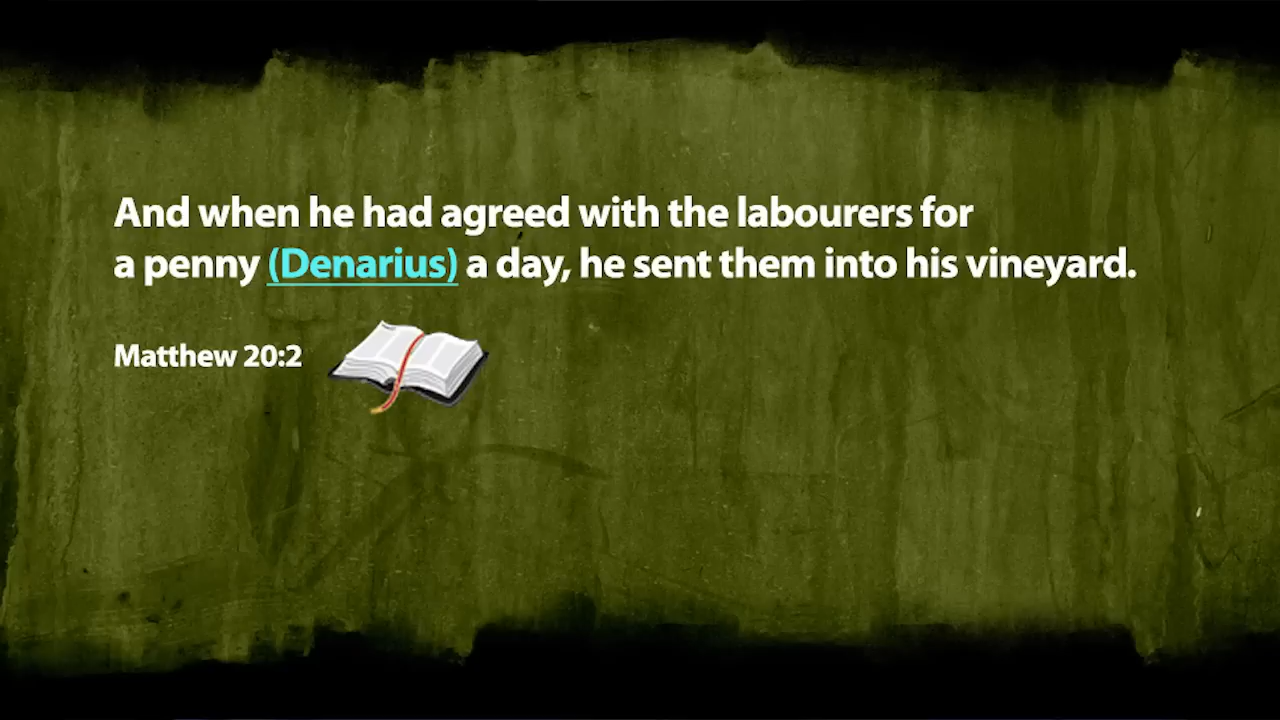 And when he had agreed with the labourers for
a penny (Denarius) a day, he sent them into his vineyard.
Matthew 20:2